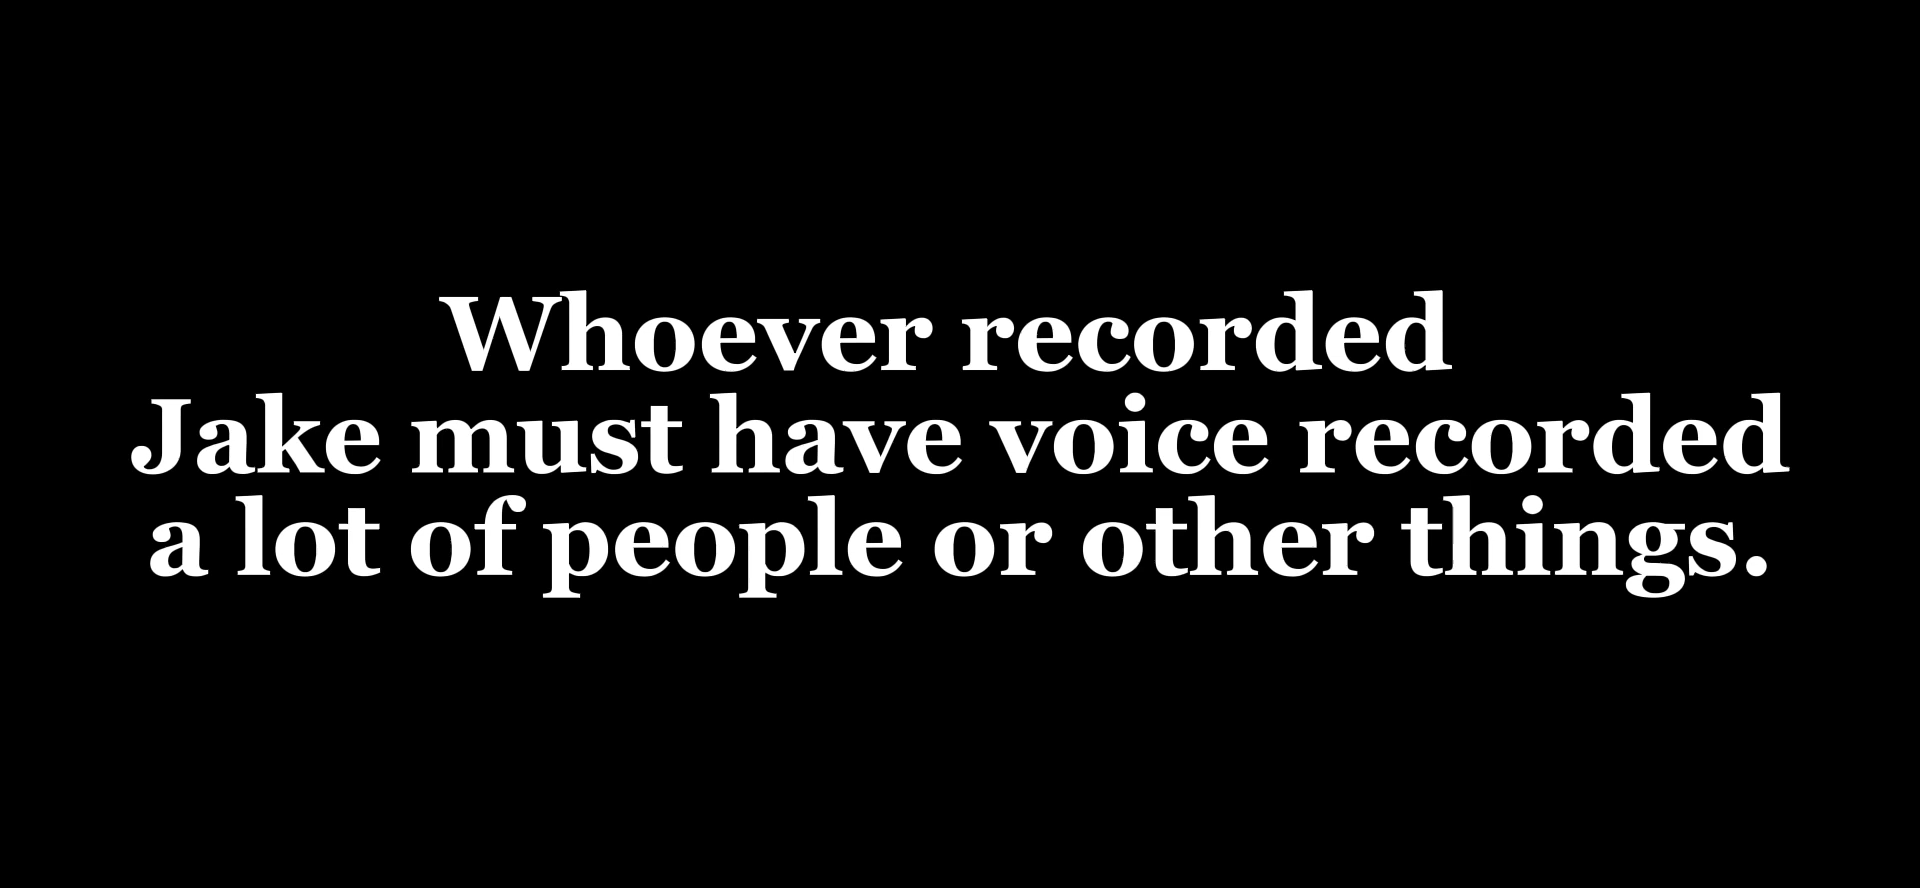 Whoever recorded
Jake must have voice recorded
a lot of people or other things.